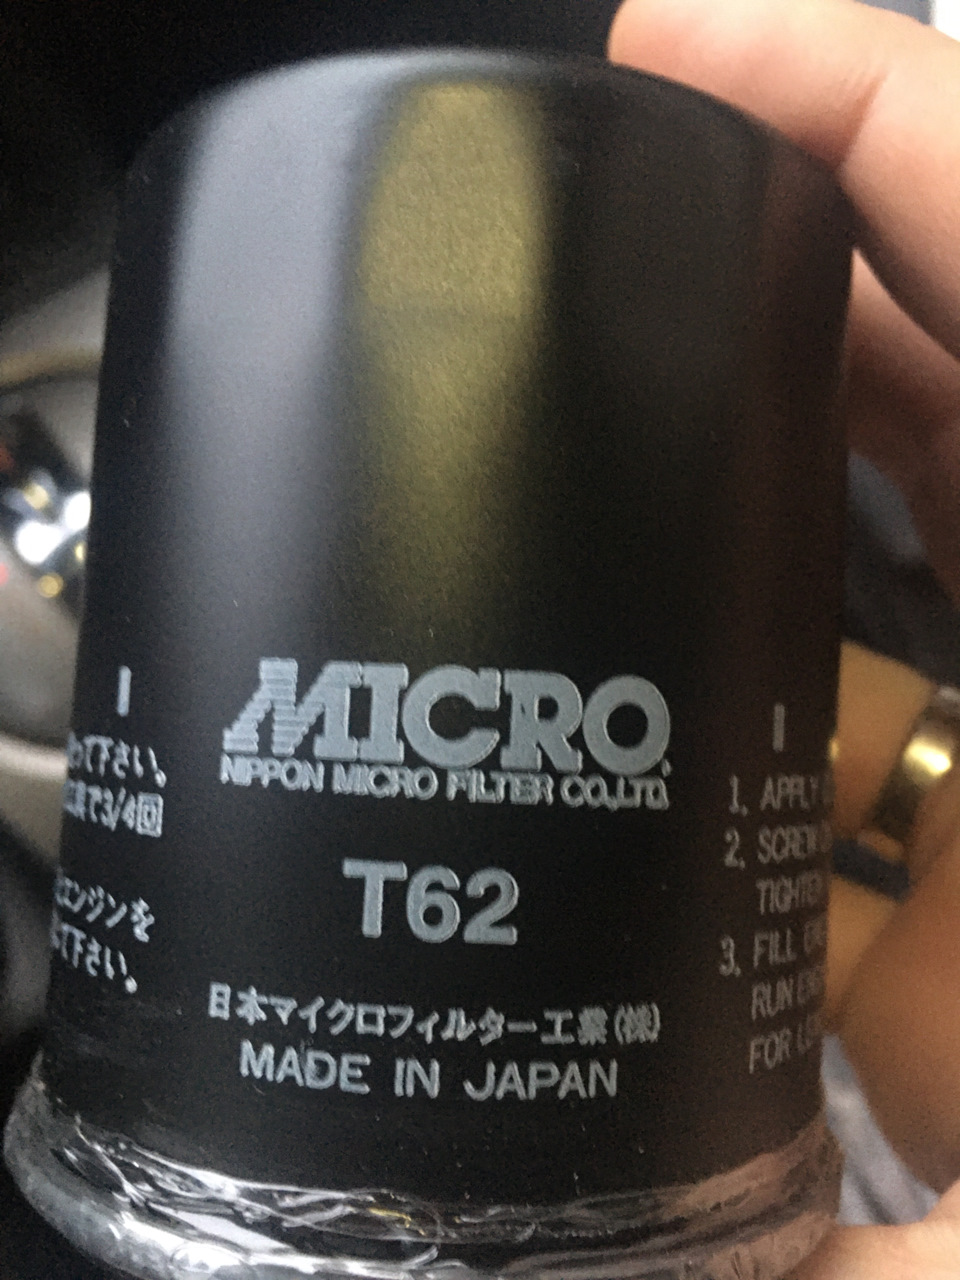 MICRO
NIPPON MICRO FILTER CO.,LTD.
T62
日本マイクロフィルター工業(株)
MADE IN JAPAN
って下さい。
で3/4回
エンジンを
て下さい。
1. APPLY
2. SCREW
TIGHTEN
3. FILL
RUN
FOR